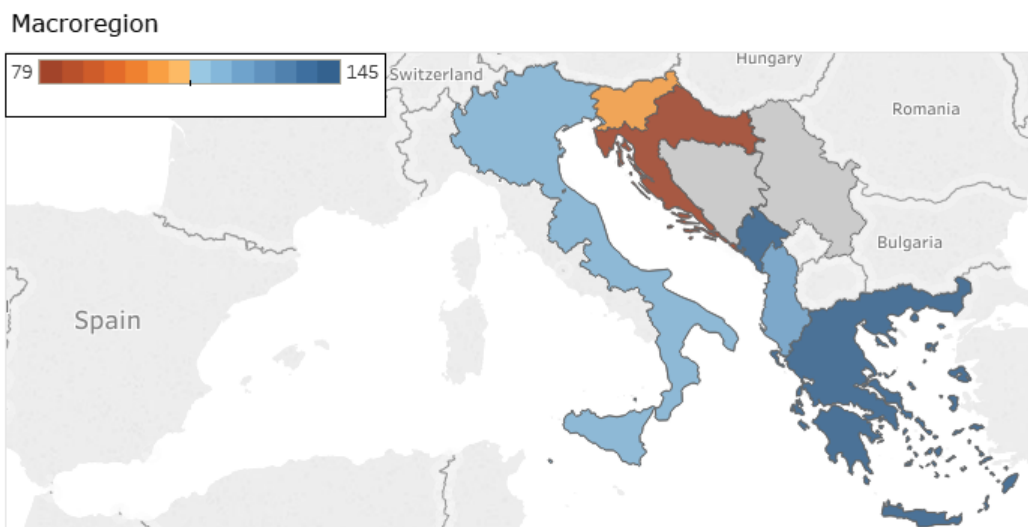 Macroregion
79 145
Switzerland
Hungary
Romania
Bulgaria
Spain